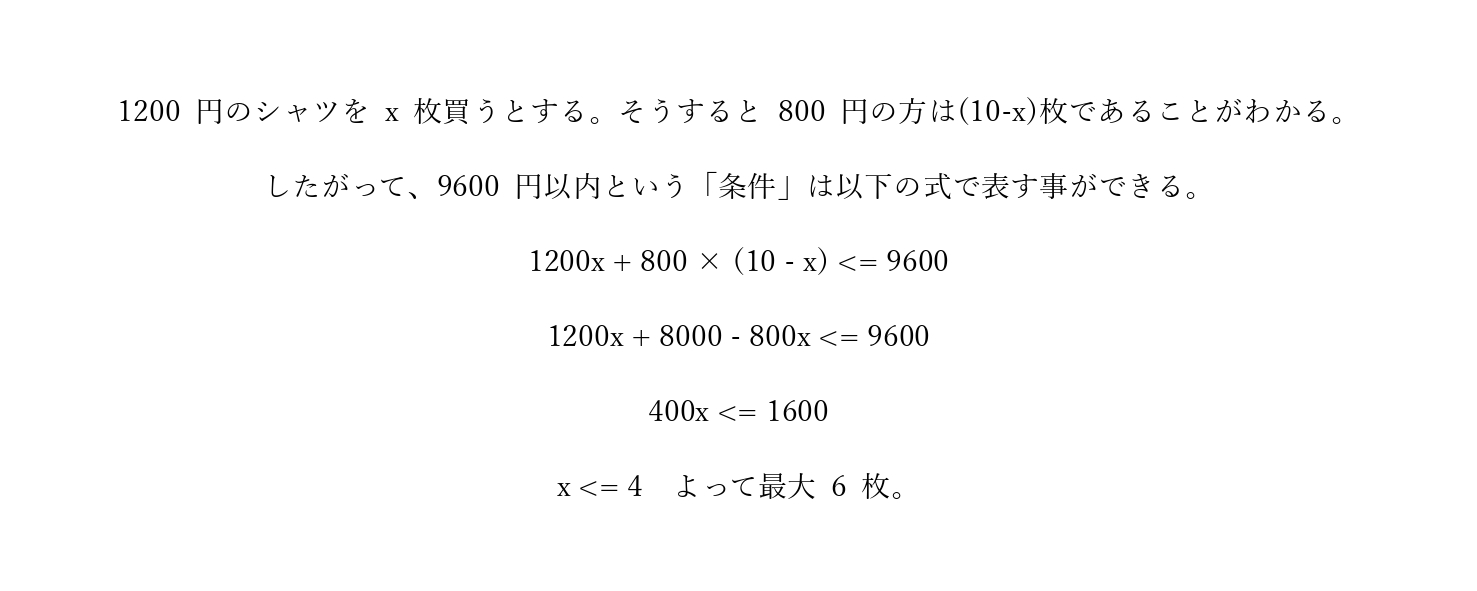 1200 円のシャツを x 枚買うとする。そうすると 800 円の方は(10-x)枚であることがわかる。
したがって、9600 円以内という「条件」は以下の式で表す事ができる。
1200x + 800 × (10 - x) <= 9600
1200x + 8000 - 800x <= 9600
400x <= 1600
x <= 4　よって最大 6 枚。